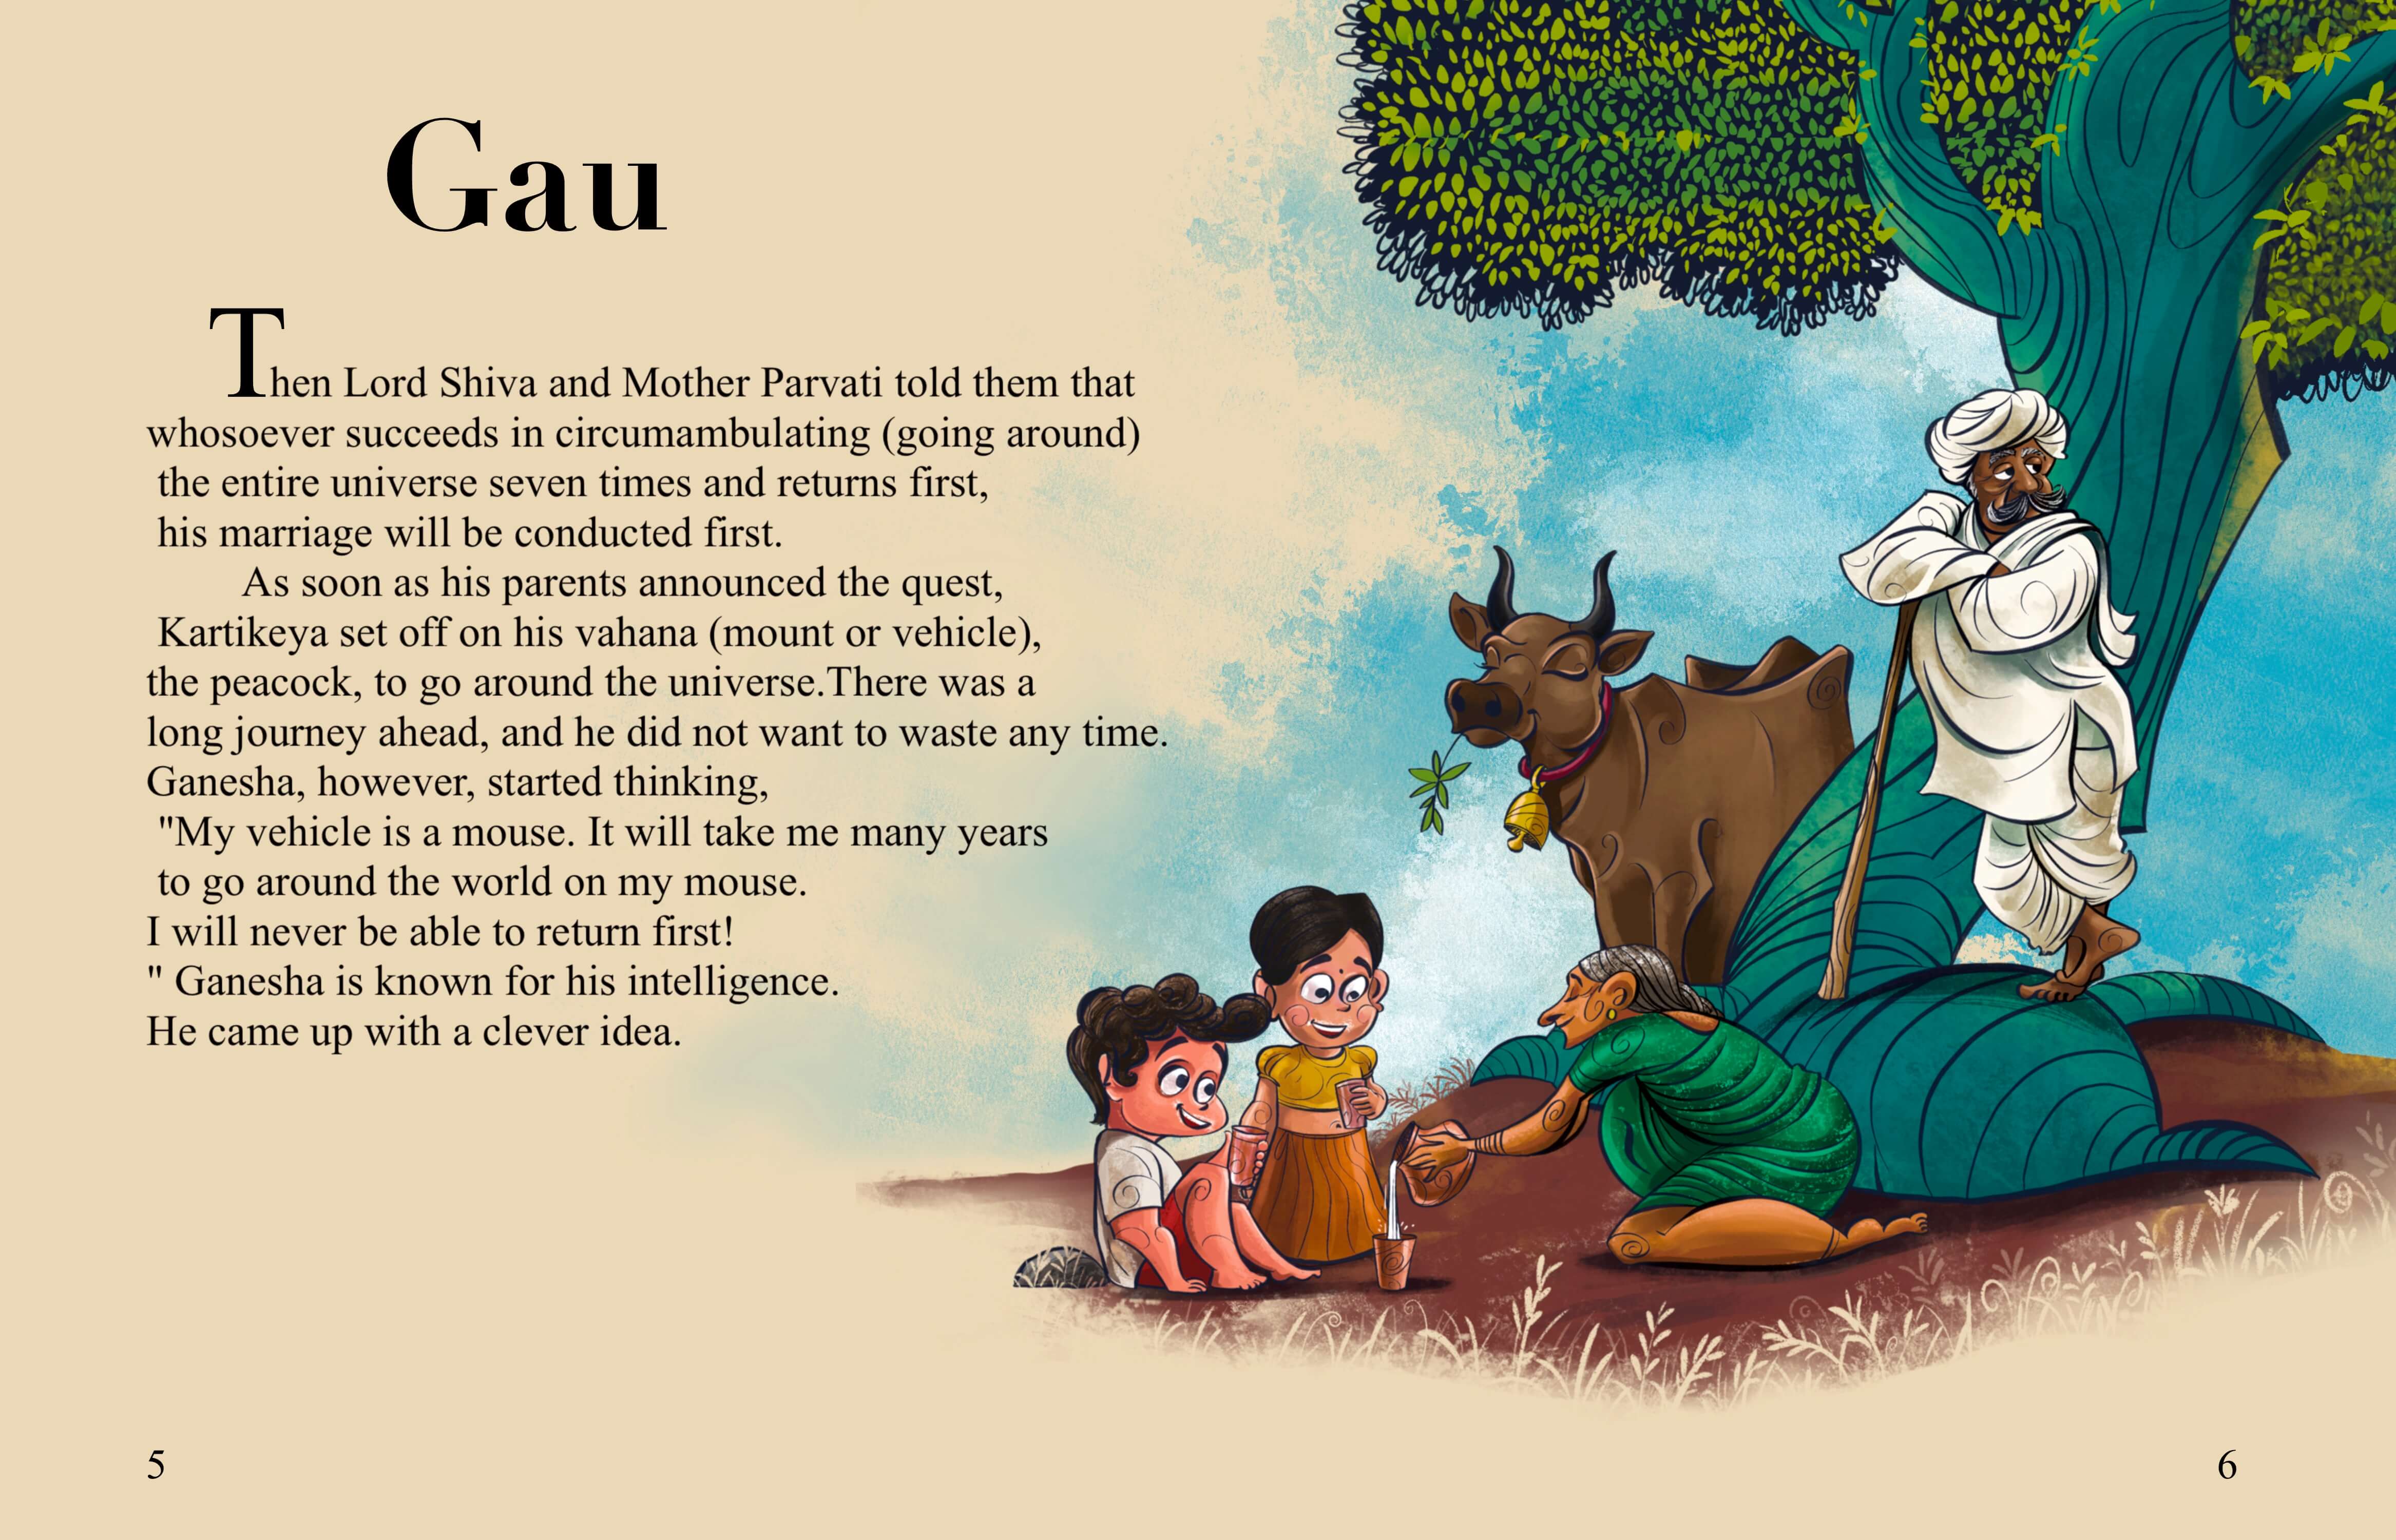 Gau
Then Lord Shiva and Mother Parvati told them that
whosoever succeeds in circumambulating (going around)
the entire universe seven times and returns first,
his marriage will be conducted first.
As soon as his parents announced the quest,
Kartikeya set off on his vahana (mount or vehicle),
the peacock, to go around the universe.There was a
long journey ahead, and he did not want to waste any time.
Ganesha, however, started thinking,
"My vehicle is a mouse. It will take me many years
to go around the world on my mouse.
I will never be able to return first!
" Ganesha is known for his intelligence.
He came up with a clever idea.
5
6